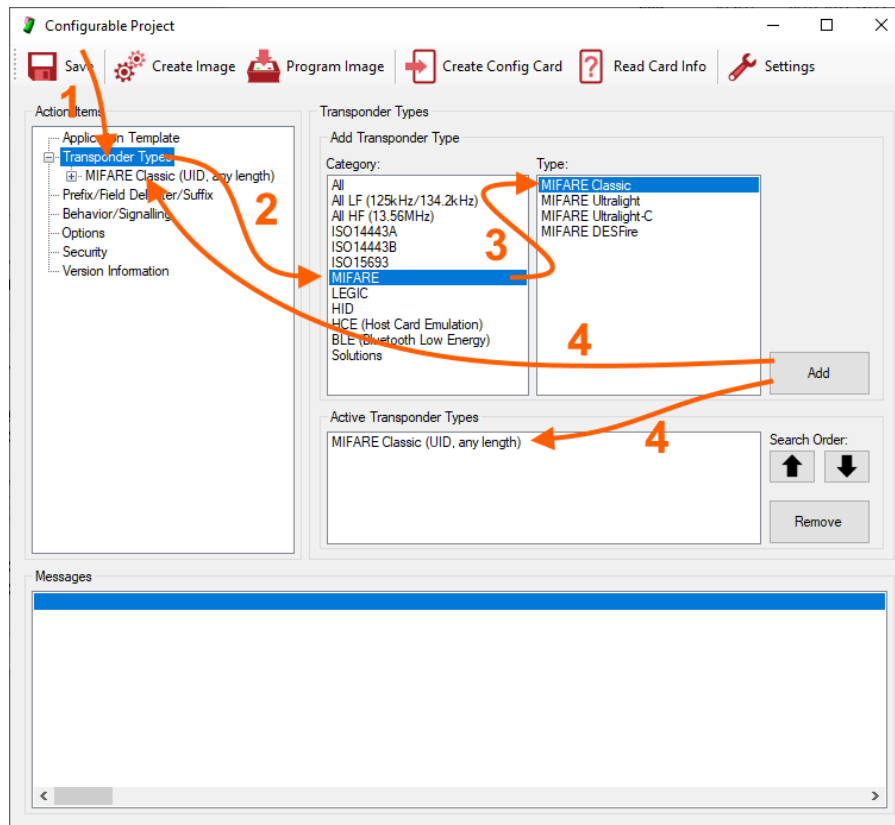 Configurable Project
Save Create Image Program Image Create Config Card Read Card Info Settings
1
Action Items
Application Template
Transponder Types
MIFARE Classic (UID, any length)
Prefix/Field Delimiter/Suffix
Behavior/Signalling
Options
Security
Version Information
2
Transponder Types
Add Transponder Type
Category:
All
All LF (125kHz/134.2kHz)
All HF (13.56MHz)
ISO14443A
ISO14443B
ISO15693
MIFARE
LEGIC
HID
HCE (Host Card Emulation)
BLE (Bluetooth Low Energy)
Solutions
3
Type:
MIFARE Classic
MIFARE Ultralight
MIFARE Ultralight-C
MIFARE DESFire
4
Add
Active Transponder Types
MIFARE Classic (UID, any length)
4
Search Order:
Remove
Messages